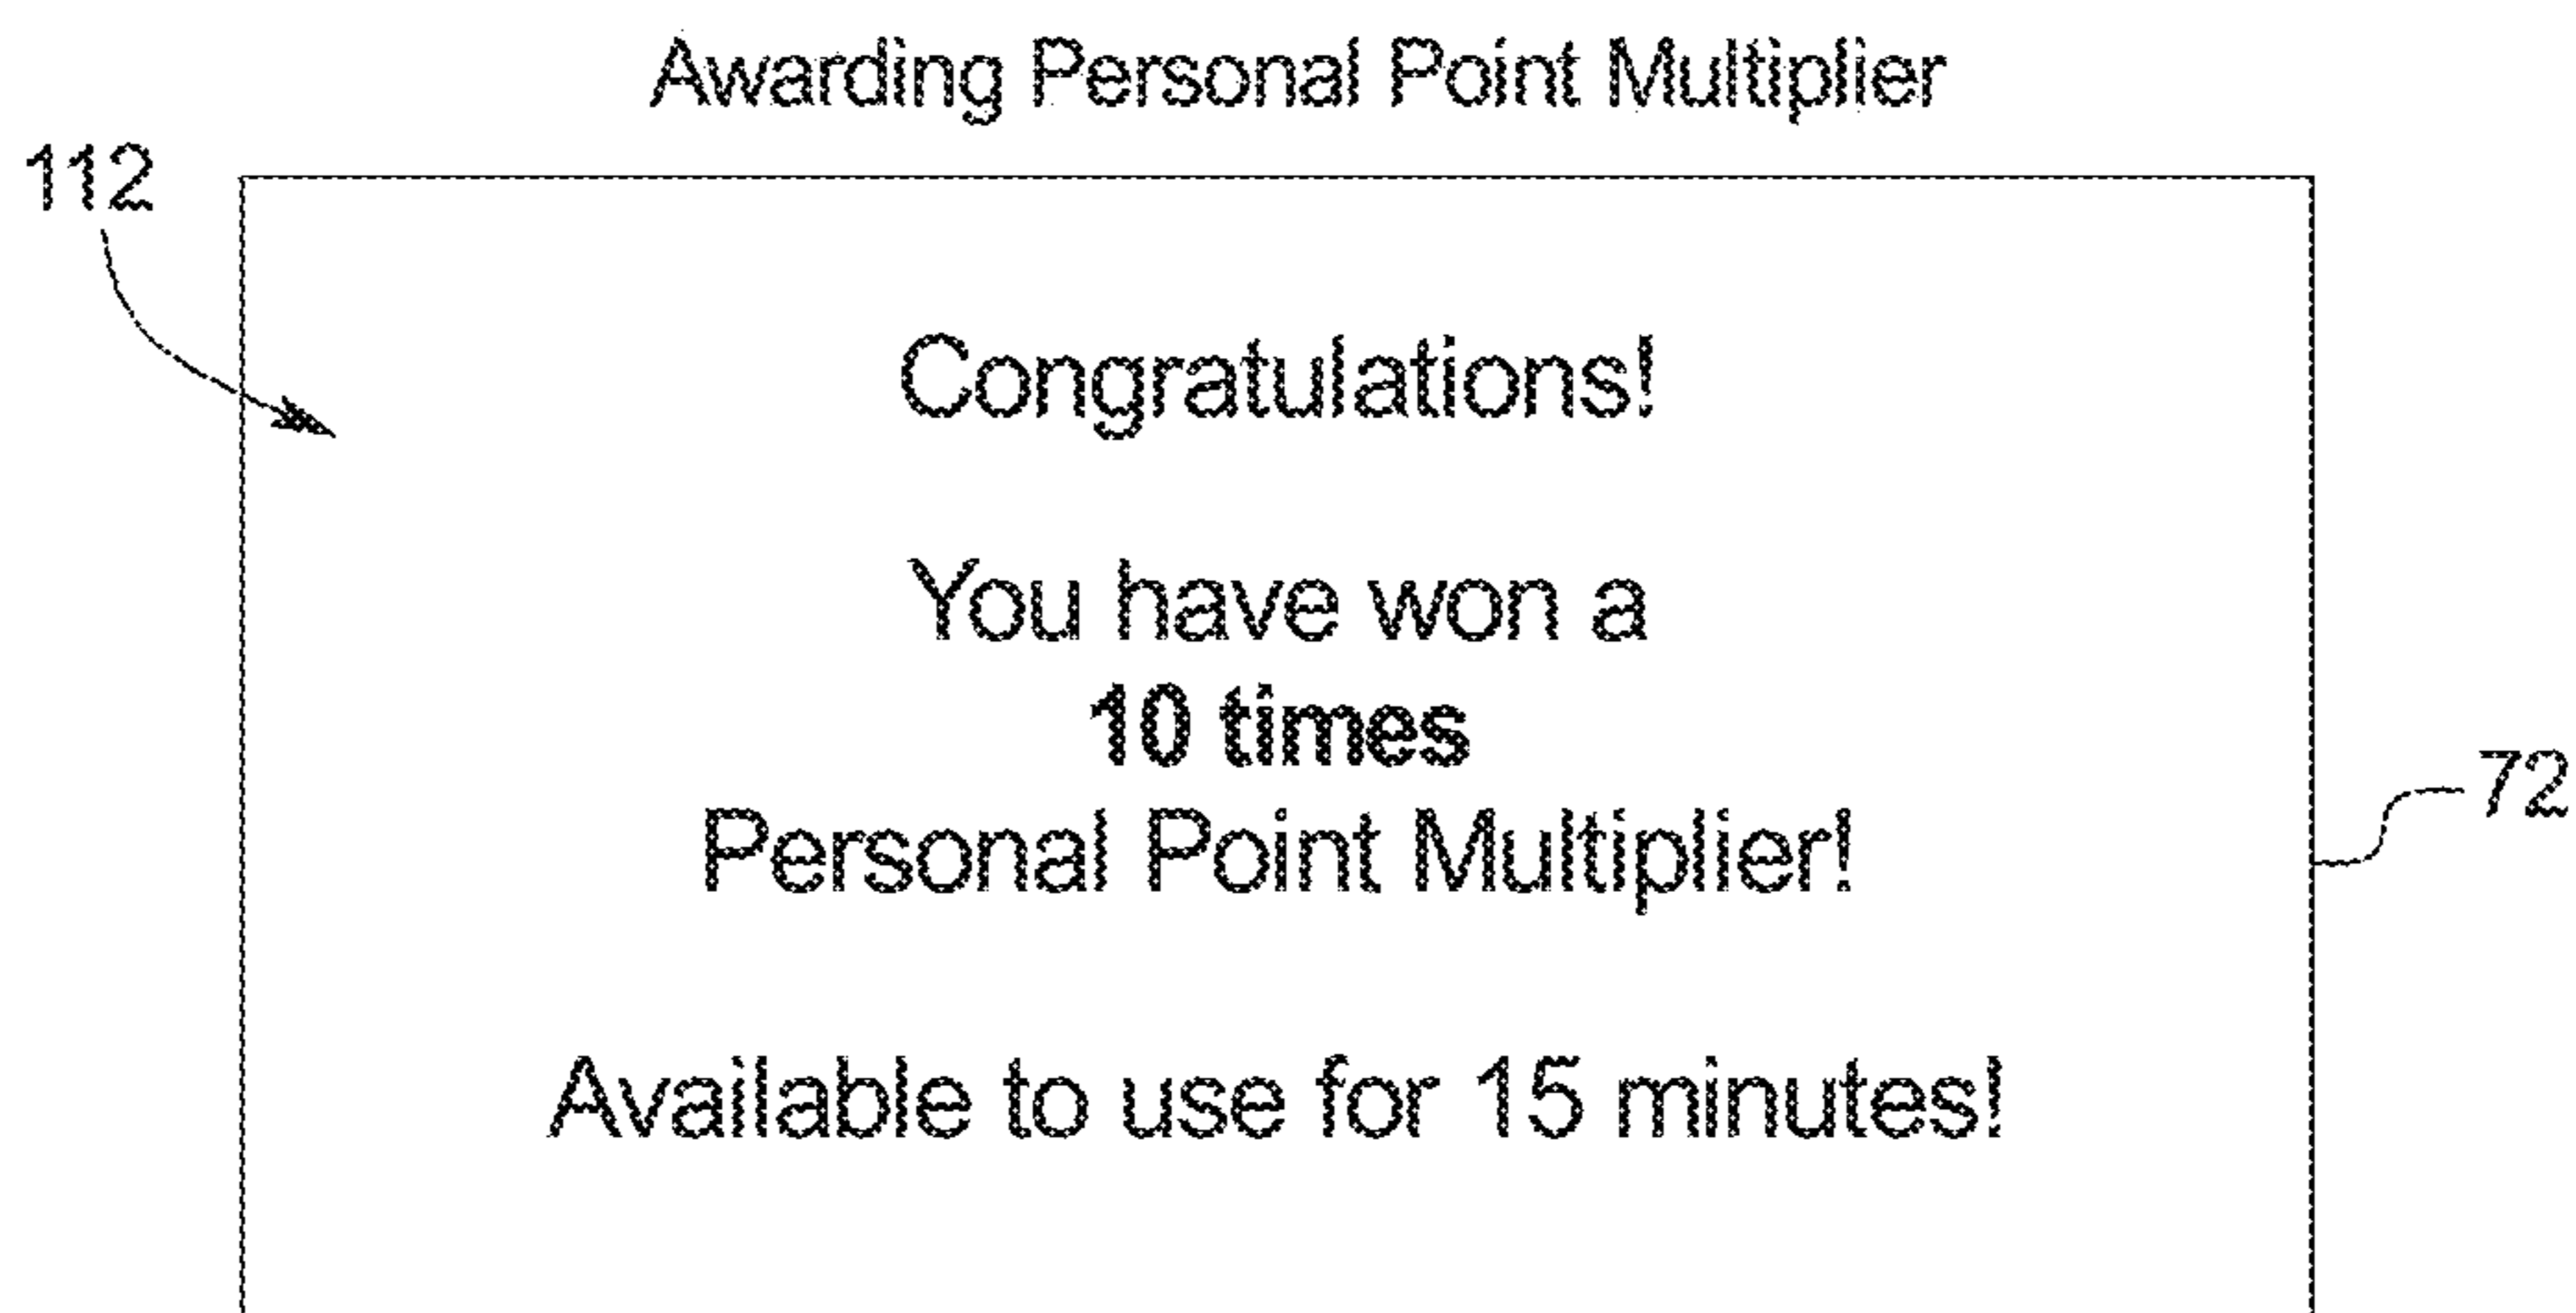 Awarding Personal Point Multiplier
112
Congratulations!
You have won a
10 times
Personal Point Multiplier!
72
Available to use for 15 minutes!